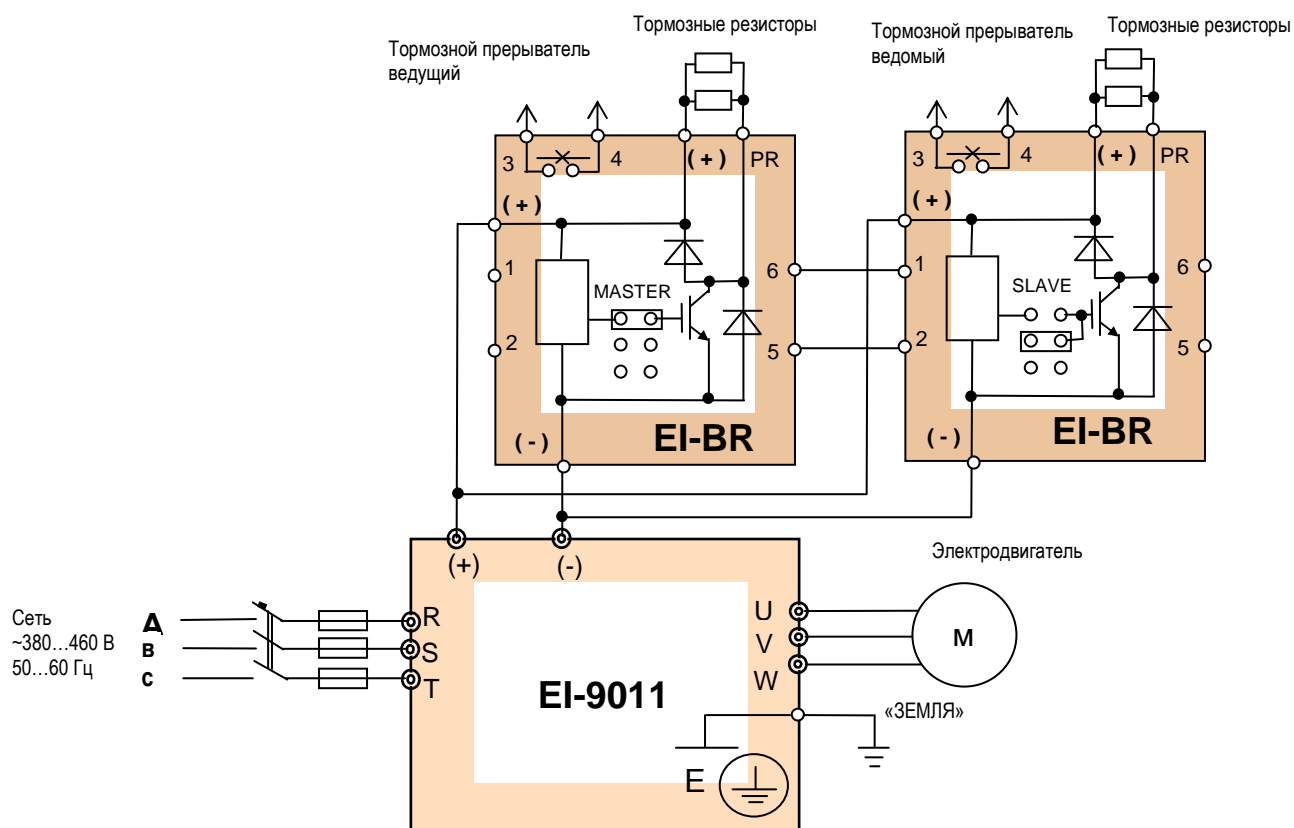 Тормозной прерыватель
ведущий
Тормозные резисторы
Тормозной прерыватель
ведомый
Тормозные резисторы
3
4
(+)
PR
(+)
1
2
MASTER
6
5
(-)
EI-BR
3
4
(+)
PR
(+)
1
2
SLAVE
6
5
(-)
EI-BR
(+)
(-)
Электродвигатель
Сеть
~380...460 В
50...60 Гц
А
В
С
R
S
T
EI-9011
U
V
W
М
«ЗЕМЛЯ»
E